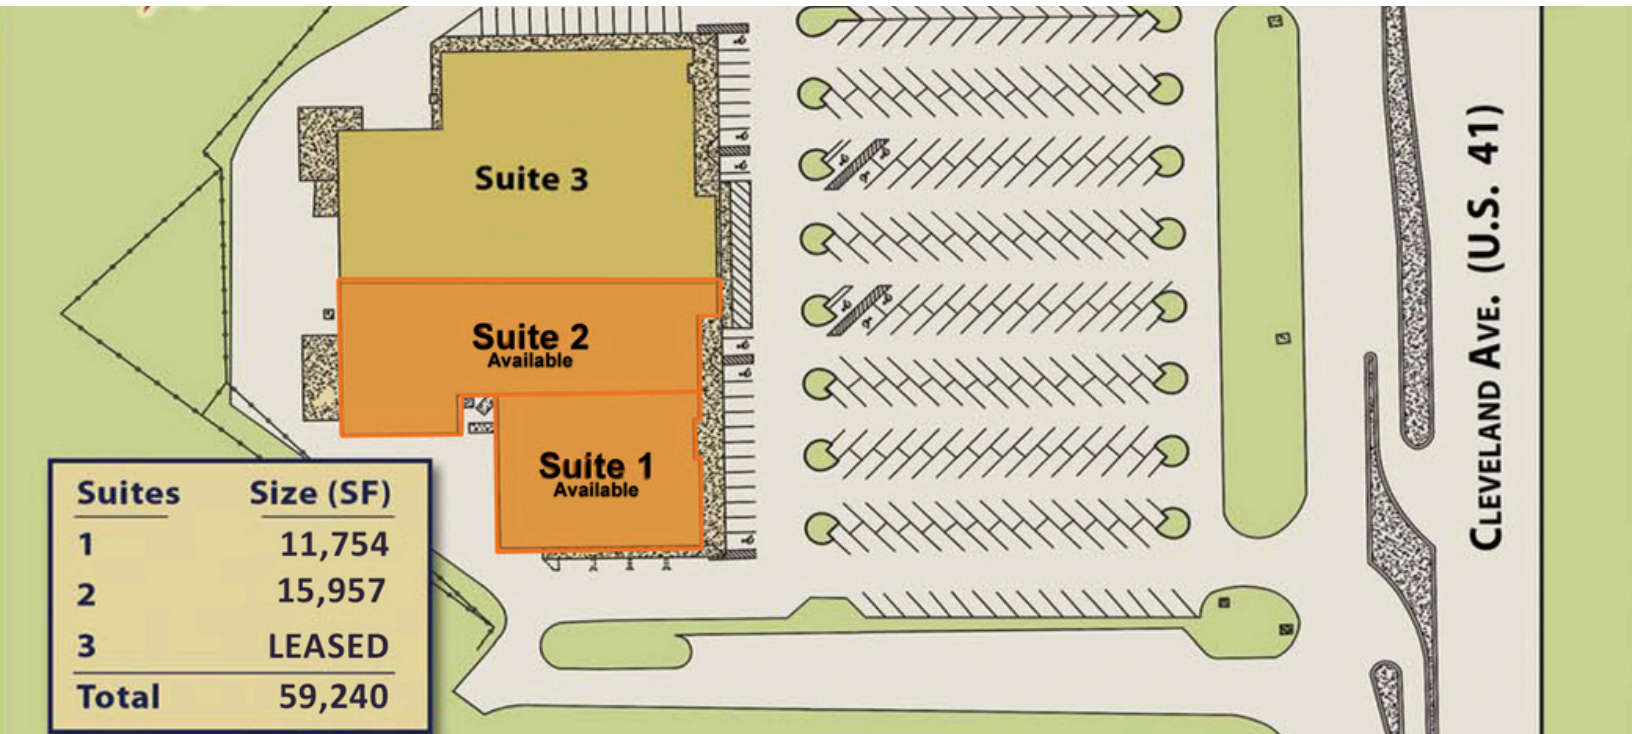 Suite 3
Suite 2
Available
Suite 1
Available
Suites Size (SF)
1 11,754
2 15,957
3 LEASED
Total 59,240
CLEVELAND AVE. (U.S. 41)